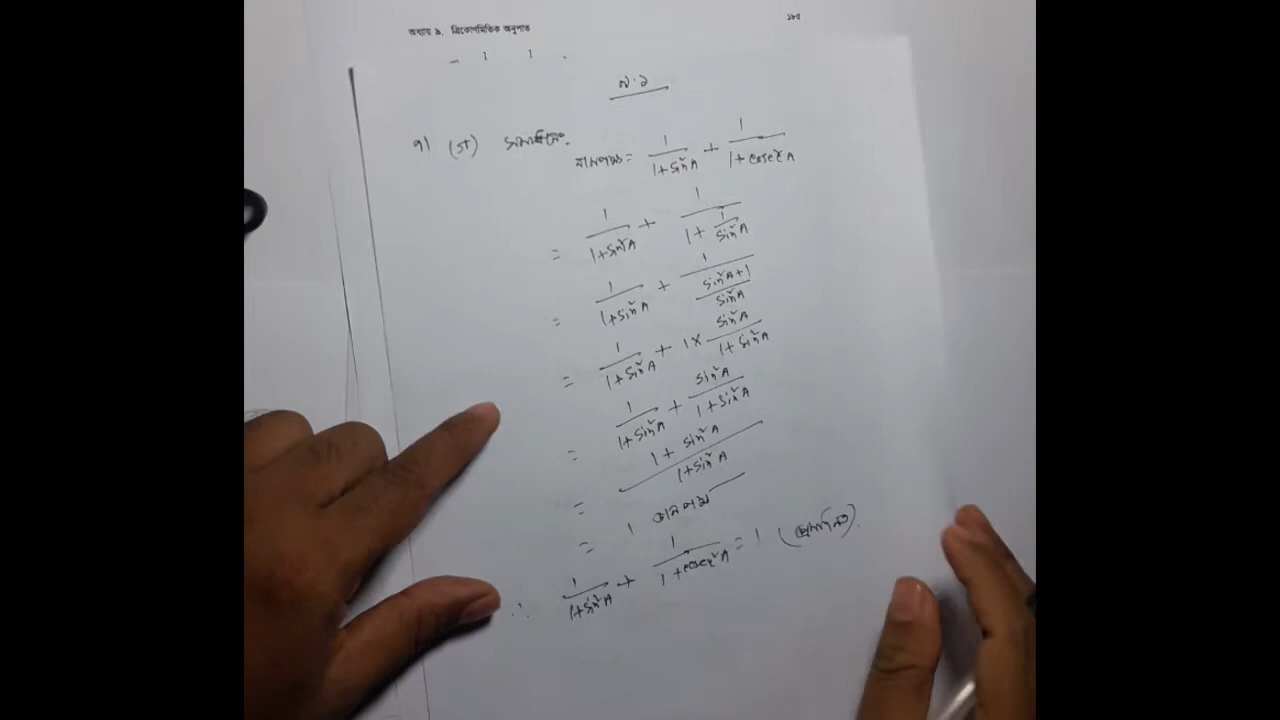 অধ্যায় ৯. ত্রিকোণমিতিক অনুপাত ১৮৫
৯.১
৭। (গ)
বামপক্ষ = 1/(1+sin²A) + 1/(1+cosec²A)
= 1/(1+sin²A) + 1/(1+1/sin²A)
= 1/(1+sin²A) + 1/((sin²A+1)/sin²A)
= 1/(1+sin²A) + 1×sin²A/(1+sin²A)
= 1/(1+sin²A) + sin²A/(1+sin²A)
= (1+sin²A)/(1+sin²A)
= 1 ডানপক্ষ
∴ 1/(1+sin²A) + 1/(1+cosec²A) = 1 (প্রমাণিত)